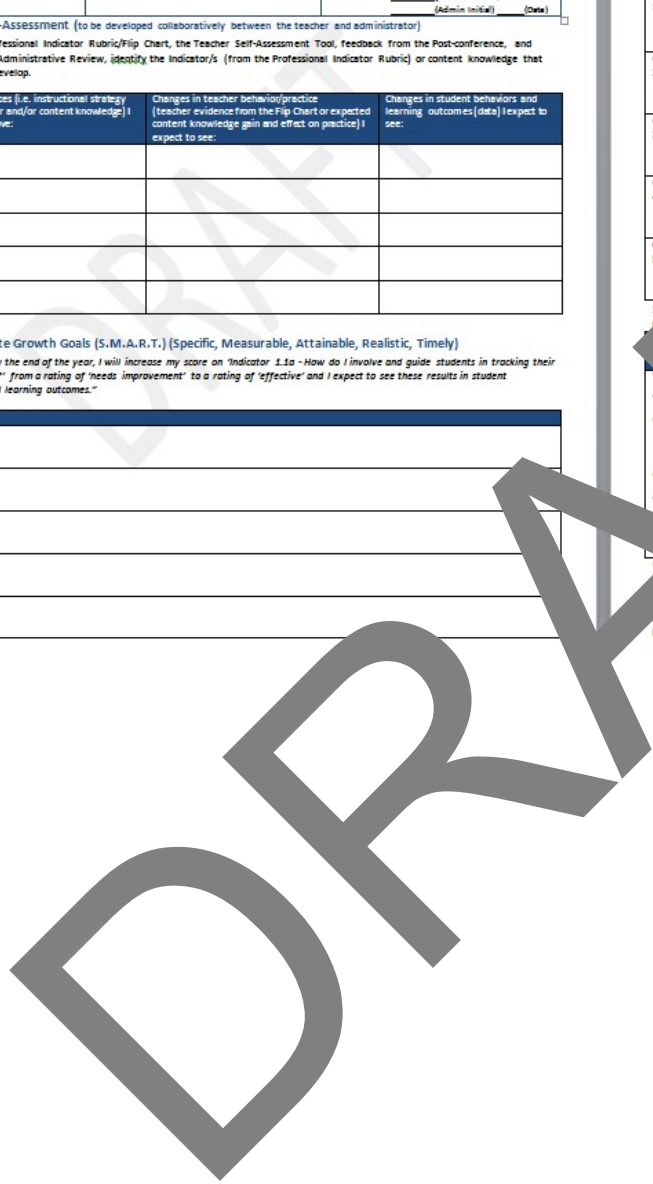 (Admin Initial) _____(Date)
-Assessment (to be developed collaboratively between the teacher and administrator)
fessional Indicator Rubric/Flip Chart, the Teacher Self-Assessment Tool, feedback from the Post-conference, and
Administrative Review, identify the Indicator/s (from the Professional Indicator Rubric) or content knowledge that
evelop.
ces (i.e. instructional strategy
r and/or content knowledge) I
ve:
Changes in teacher behavior/practice
(teacher evidence from the Flip Chart or expected
content knowledge gain and effect on practice) I
expect to see:
Changes in student behaviors and
learning outcomes (data) I expect to
see:
DRAFT
te Growth Goals (S.M.A.R.T.) (Specific, Measurable, Attainable, Realistic, Timely)
y the end of the year, I will increase my score on 'Indicator 1.1a - How do I involve and guide students in tracking their
?' from a rating of 'needs improvement' to a rating of 'effective' and I expect to see these results in student
l learning outcomes."
DRA